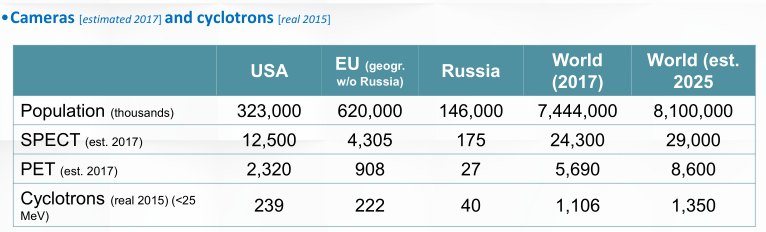 •Cameras [estimated 2017] and cyclotrons [real 2015]
USA EU (geogr. w/o Russia) Russia World (2017) World (est. 2025)
Population (thousands) 323,000 620,000 146,000 7,444,000 8,100,000
SPECT (est. 2017) 12,500 4,305 175 24,300 29,000
PET (est. 2017) 2,320 908 27 5,690 8,600
Cyclotrons (real 2015) (<25 MeV) 239 222 40 1,106 1,350